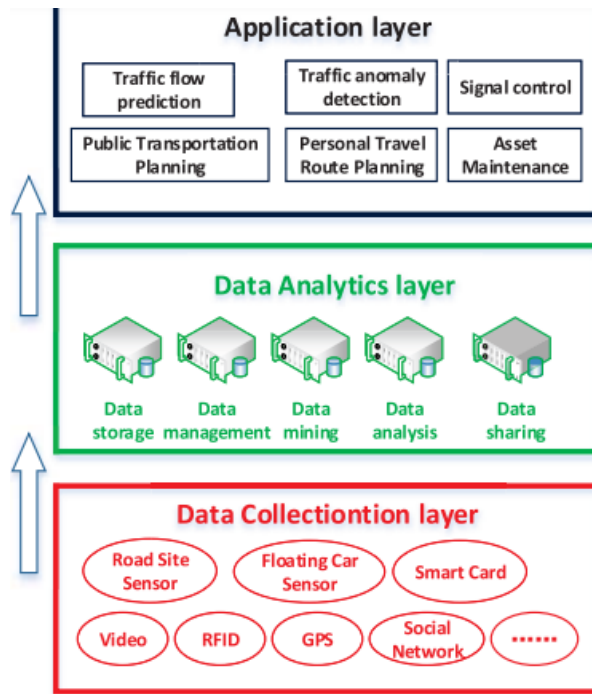 Application layer
Traffic flow
prediction
Traffic anomaly
detection
Signal control
Public Transportation
Planning
Personal Travel
Route Planning
Asset
Maintenance
Data Analytics layer
Data
storage
Data
management
Data
mining
Data
analysis
Data
sharing
Data Collectiontion layer
Road Site
Sensor
Floating Car
Sensor
Smart Card
Video
RFID
GPS
Social
Network
......